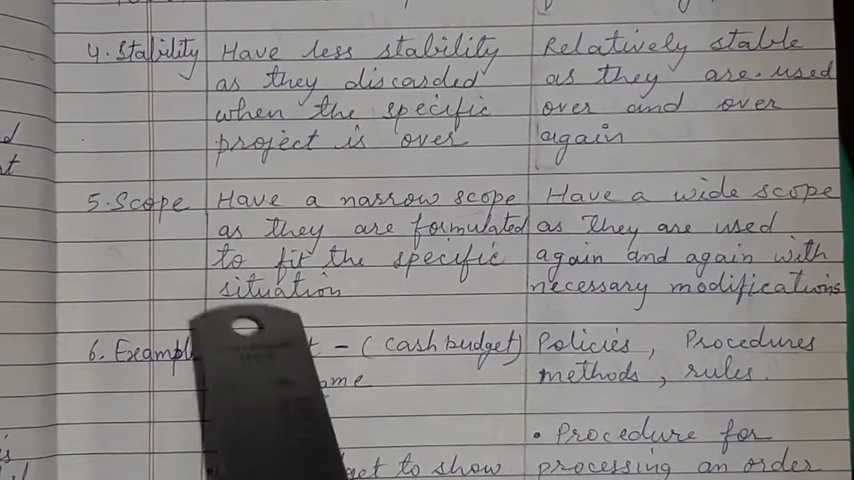 4. Stability
Have less stability
as they discarded
when the specific
project is over
Relatively stable
as they are used
over and over
again
5. Scope
Have a narrow scope
as they are formulated
to fit the specific
situation
Have a wide scope
as they are used
again and again with
necessary modifications
6.
- (cash budget)
to show
Policies, Procedures
methods, rules.
• Procedure for
processing an order